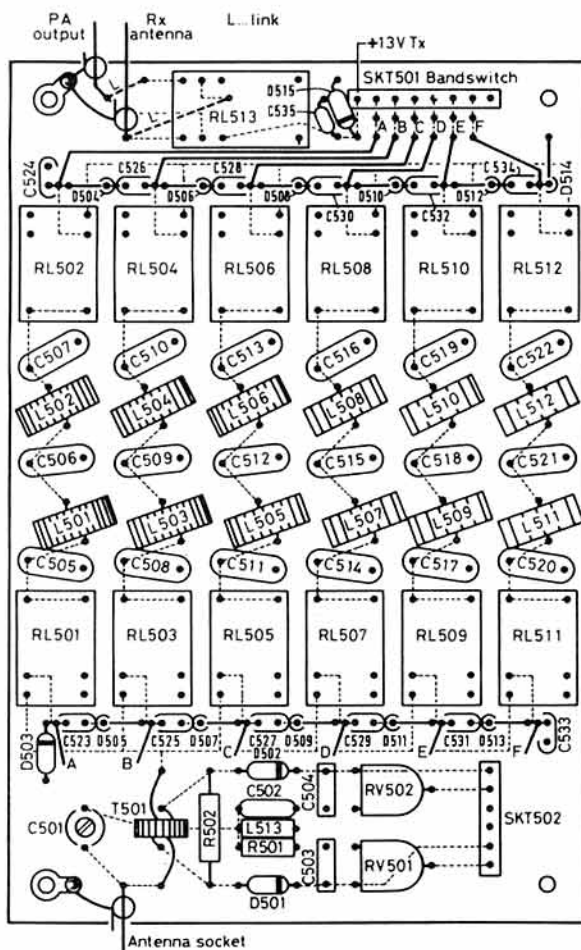 PA output
Rx antenna
L...link
+13V Tx
SKT501 Bandswitch
D515
C535
RL513
A B C D E F
C524
C526
C528
C534
D514
D504
D506
D508
D510
D512
C530
C532
RL502 RL504 RL506 RL508 RL510 RL512
C507 C510 C513 C516 C519 C522
L502 L504 L506 L508 L510 L512
C506 C509 C512 C515 C518 C521
L501 L503 L505 L507 L509 L511
C505 C508 C511 C514 C517 C520
RL501 RL503 RL505 RL507 RL509 RL511
D503
C523 D505 C525 D507 C527 D509 C529 D511 C531 D513 C533
A B C D E F
D502
C501
T501
R502
C502
L513
R501
C504
C503
RV502
RV501
SKT502
D501
Antenna socket